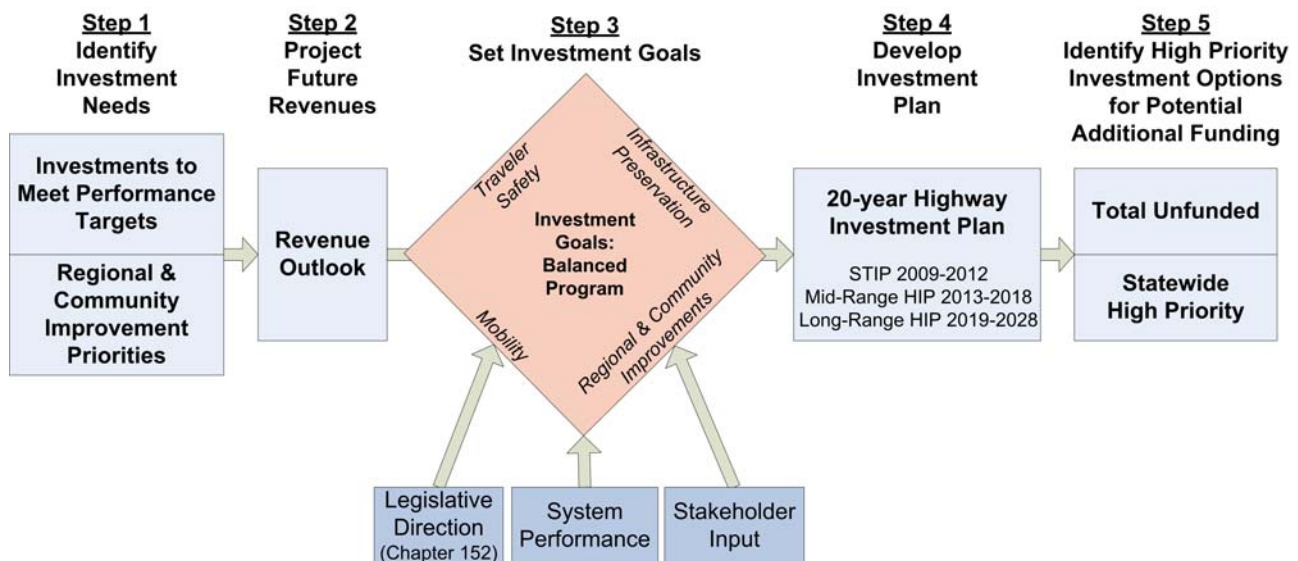 Step 1
Identify
Investment
Needs
Investments to
Meet Performance
Targets
Regional &
Community
Improvement
Priorities
Step 2
Project
Future
Revenues
Revenue
Outlook
Step 3
Set Investment Goals
Traveler
Safety
Infrastructure
Preservation
Investment
Goals:
Balanced
Program
Mobility
Regional & Community
Improvements
Legislative
Direction
(Chapter 152)
System
Performance
Stakeholder
Input
Step 4
Develop
Investment
Plan
20-year Highway
Investment Plan
STIP 2009-2012
Mid-Range HIP 2013-2018
Long-Range HIP 2019-2028
Step 5
Identify High Priority
Investment Options
for Potential
Additional Funding
Total Unfunded
Statewide
High Priority